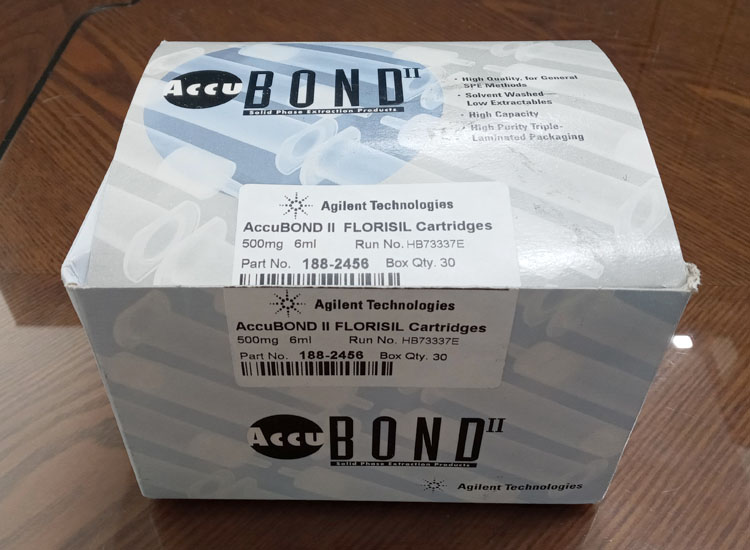 Accu BOND II
Solid Phase Extraction Products
· High Quality, for General
SPE Methods
· Solvent Washed—
Low Extractables
· High Capacity
· High Purity Triple-
Laminated Packaging
Agilent Technologies
AccuBOND II FLORISIL Cartridges
500mg 6ml Run No. HB73337E
Part No. 188-2456 Box Qty. 30
Agilent Technologies
AccuBOND II FLORISIL Cartridges
500mg 6ml Run No. HB73337E
Part No. 188-2456 Box Qty. 30
Accu BOND II
Solid Phase Extraction Products
Agilent Technologies